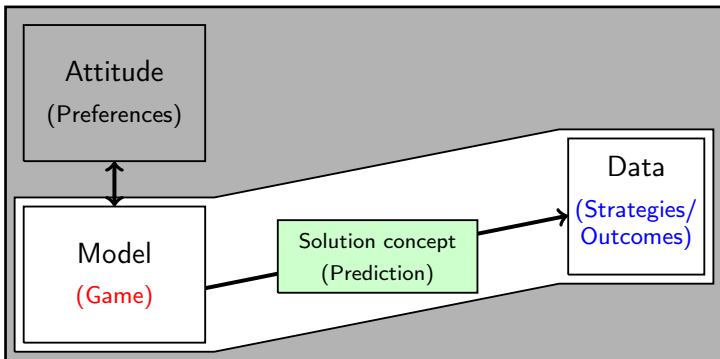 Attitude
(Preferences)
Model
(Game)
Solution concept
(Prediction)
Data
(Strategies/
Outcomes)